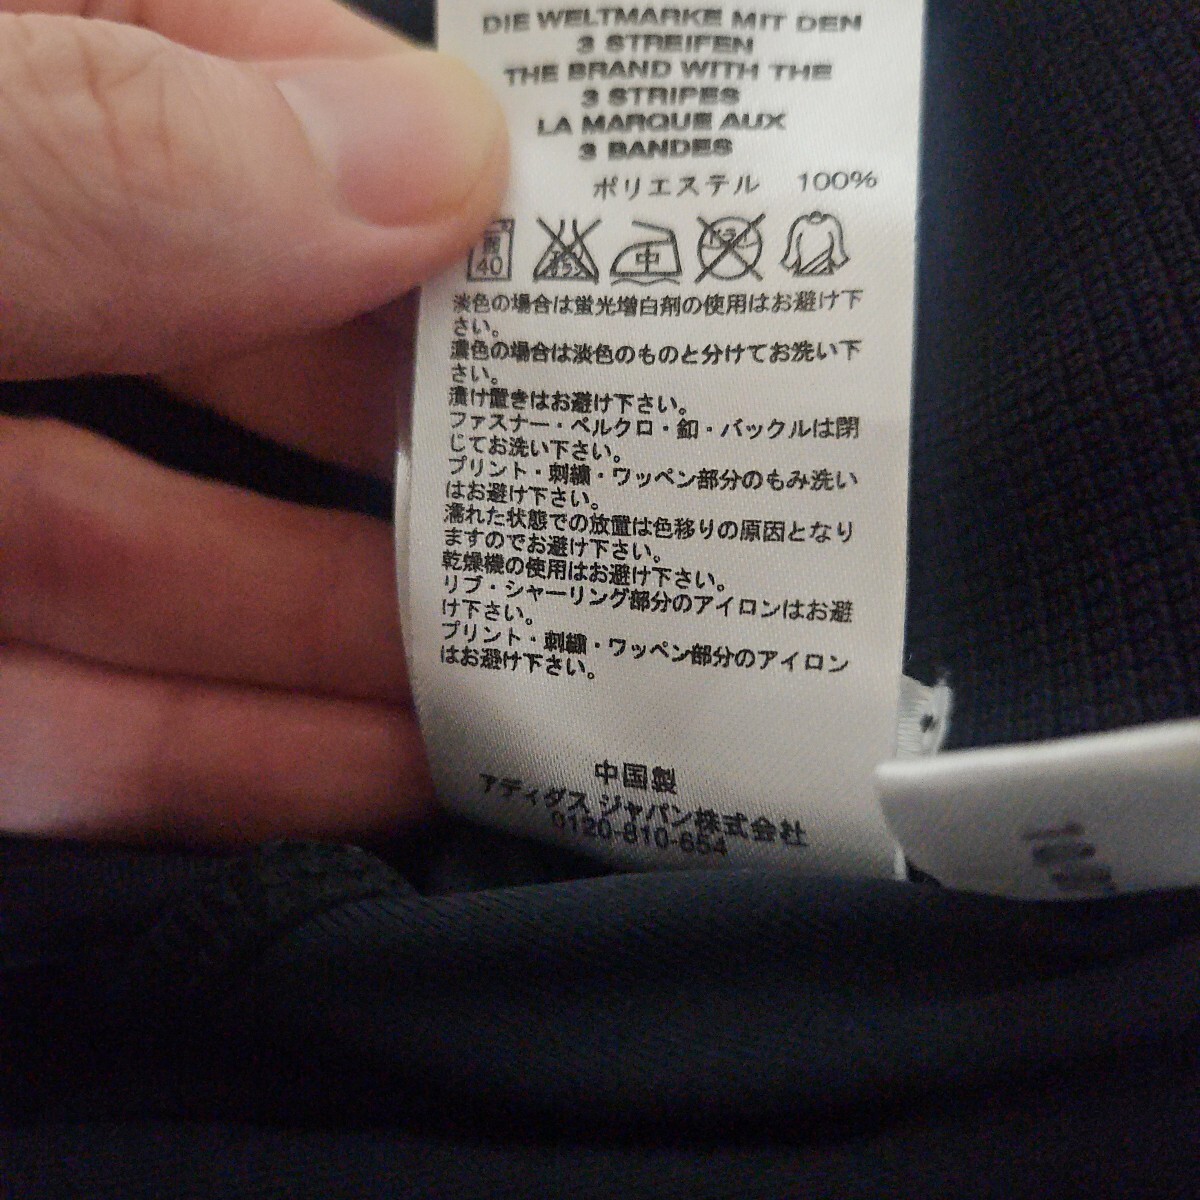 DIE WELTMARKE MIT DEN
3 STREIFEN
THE BRAND WITH THE
3 STRIPES
LA MARQUE AUX
3 BANDES
ポリエステル 100%
40 中
淡色の場合は蛍光増白剤の使用はお避け下
さい。
濃色の場合は淡色のものと分けてお洗い下
さい。
漬け置きはお避け下さい。
ファスナー・ベルクロ・釦・バックルは閉
じてお洗い下さい。
プリント・刺繍・ワッペン部分のもみ洗い
はお避け下さい。
濡れた状態での放置は色移りの原因となり
ますのでお避け下さい。
乾燥機の使用はお避け下さい。
リブ・シャーリング部分のアイロンはお避
け下さい。
プリント・刺繍・ワッペン部分のアイロン
はお避け下さい。
中国製
アディダス ジャパン株式会社
0120-810-654